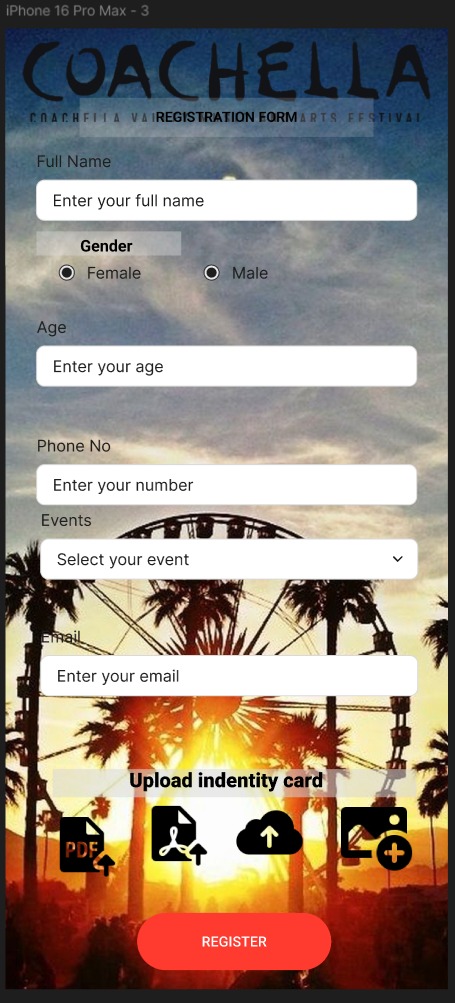 iPhone 16 Pro Max - 3
COACHELLA
COACHELLA VAL ARTS FESTIVAL
REGISTRATION FORM
Full Name
Enter your full name
Gender
Female Male
Age
Enter your age
Phone No
Enter your number
Events
Select your event
Email
Enter your email
Upload indentity card
PDF
REGISTER